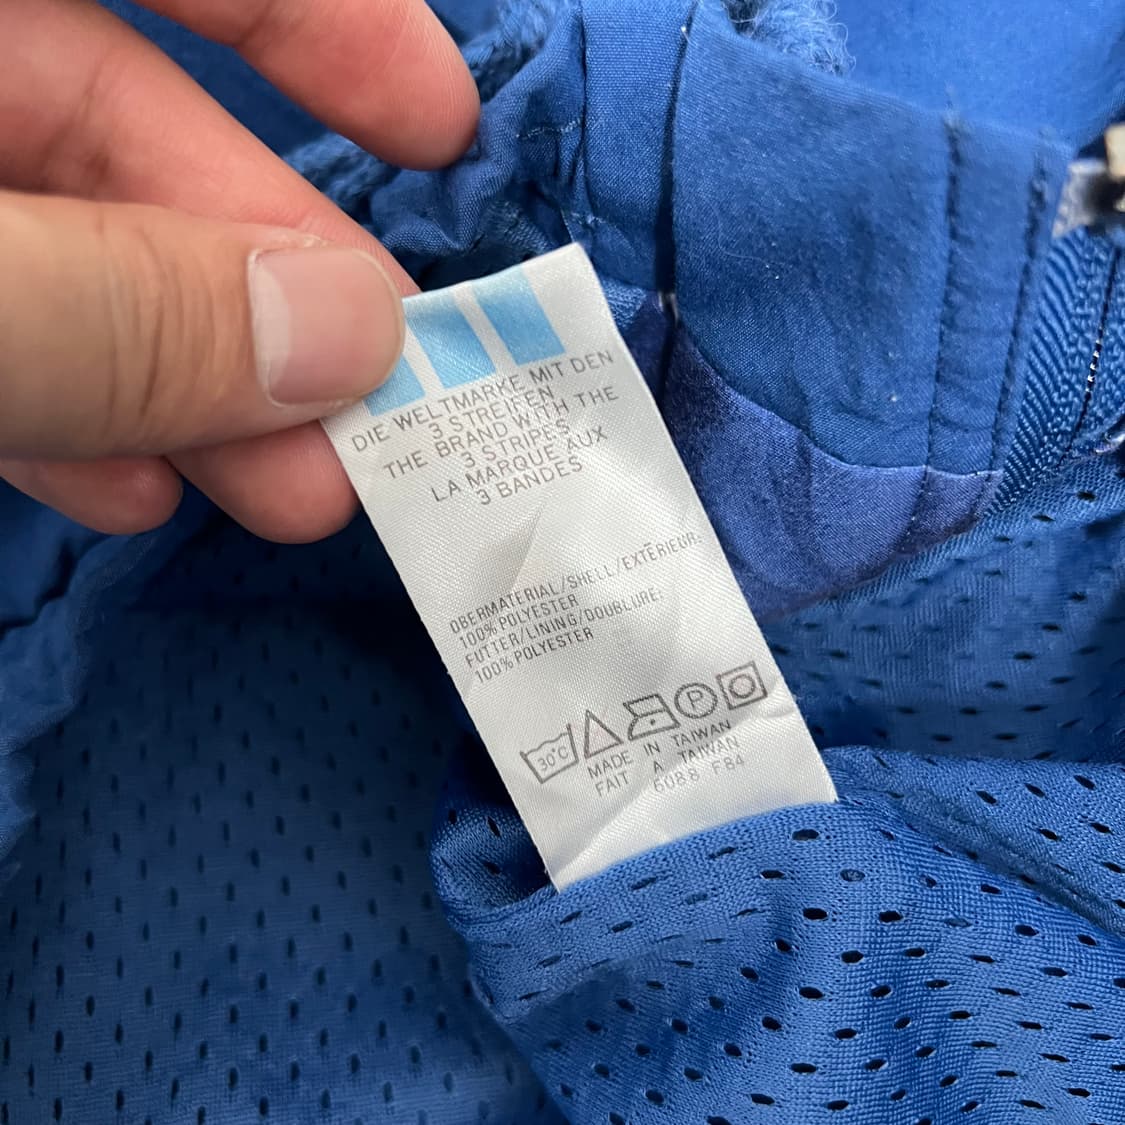 DIE WELTMARKE MIT DEN
3 STREIFEN
THE BRAND WITH THE
3 STRIPES
LA MARQUE AUX
3 BANDES
OBERMATERIAL/SHELL/EXTÉRIEUR:
100% POLYESTER
FUTTER/LINING/DOUBLURE:
100% POLYESTER
30°C P
MADE IN TAIWAN
FAIT A TAIWAN
6088 F84